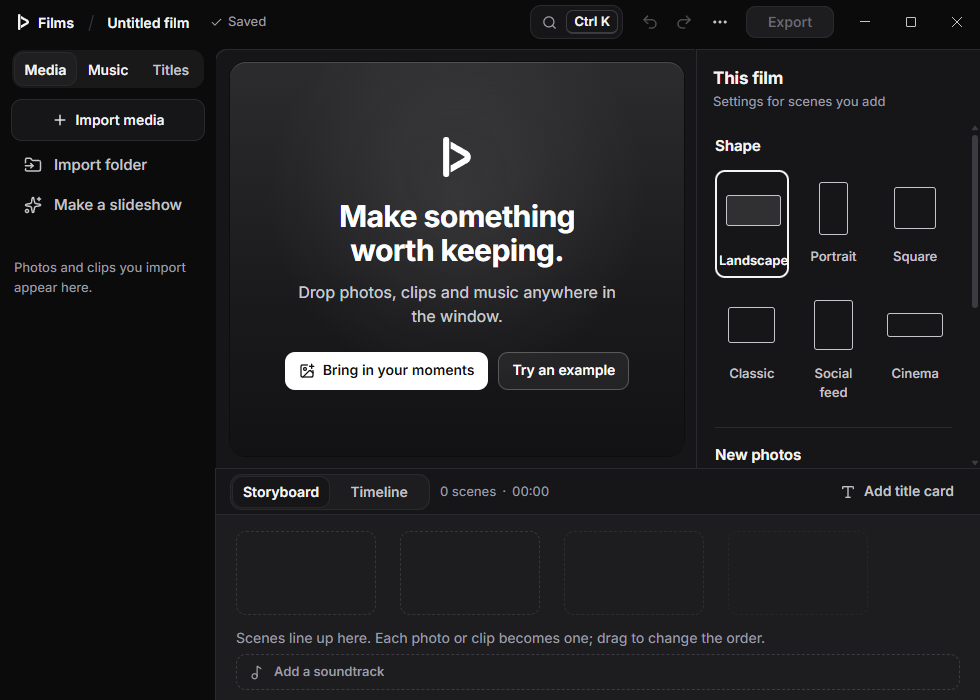 Films / Untitled film Saved
Ctrl K
Export
Media Music Titles
+ Import media
Import folder
Make a slideshow
Photos and clips you import
appear here.
Make something
worth keeping.
Drop photos, clips and music anywhere in
the window.
Bring in your moments
Try an example
This film
Settings for scenes you add
Shape
Landscape Portrait Square
Classic Social
feed Cinema
New photos
Storyboard Timeline 0 scenes · 00:00
Add title card
Scenes line up here. Each photo or clip becomes one; drag to change the order.
Add a soundtrack